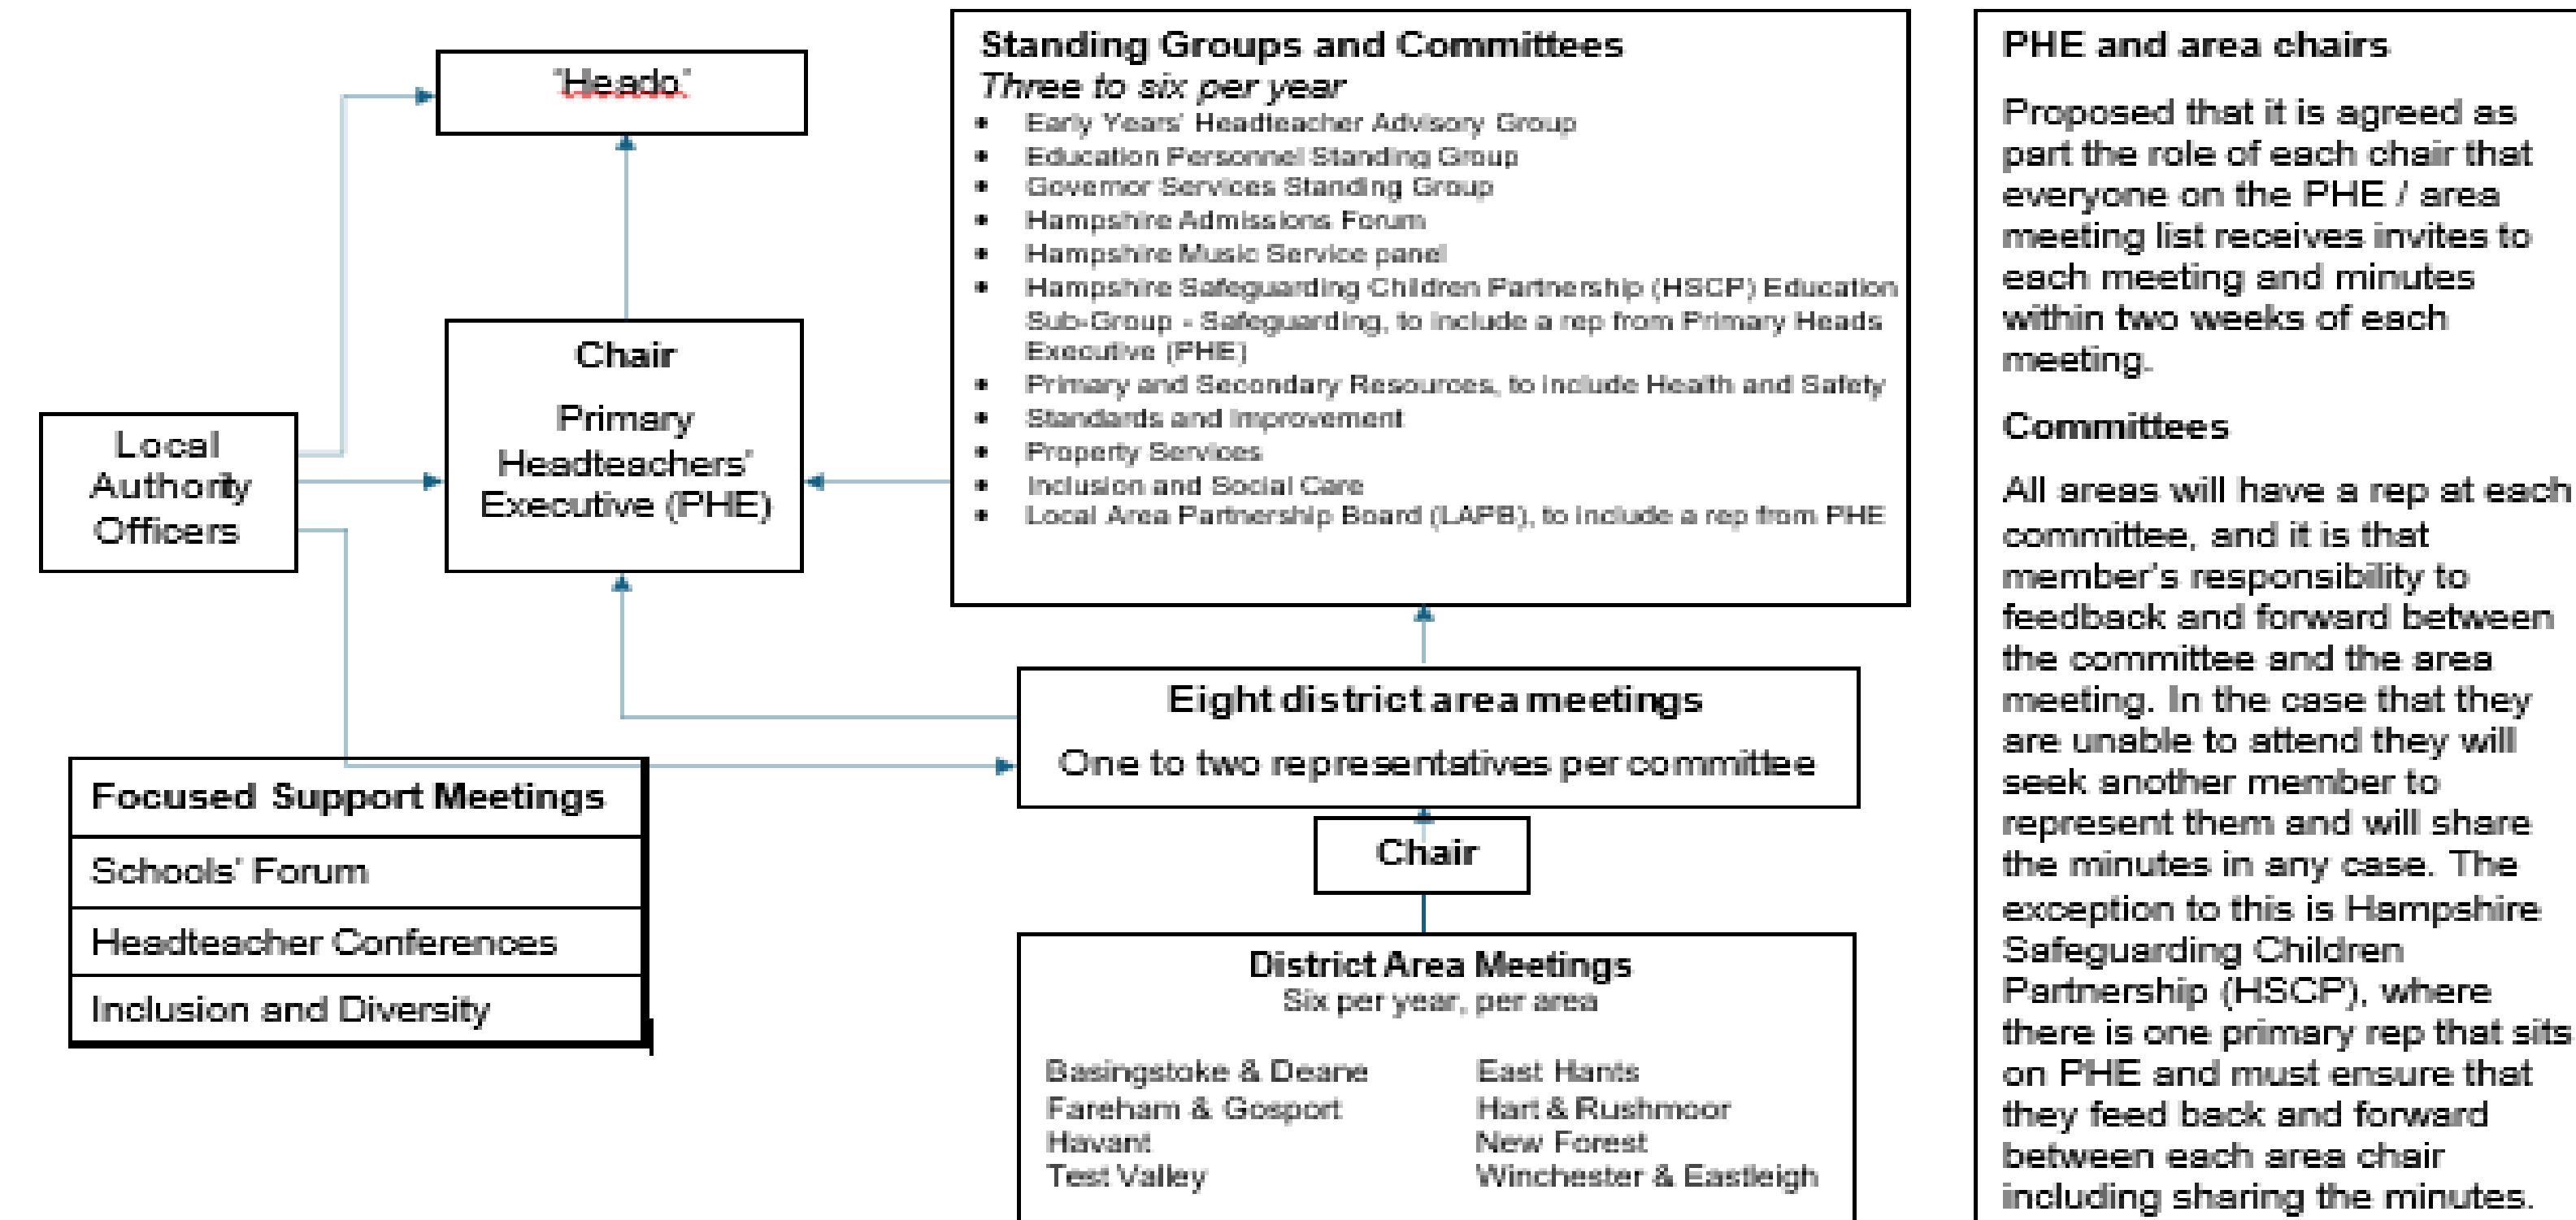 'Heado'
Chair
Primary
Headteachers'
Executive (PHE)
Local
Authority
Officers
Standing Groups and Committees
Three to six per year
• Early Years' Headteacher Advisory Group
• Education Personnel Standing Group
• Governor Services Standing Group
• Hampshire Admissions Forum
• Hampshire Music Service panel
• Hampshire Safeguarding Children Partnership (HSCP) Education
Sub-Group - Safeguarding, to include a rep from Primary Heads
Executive (PHE)
• Primary and Secondary Resources, to include Health and Safety
• Standards and Improvement
• Property Services
• Inclusion and Social Care
• Local Area Partnership Board (LAPB), to include a rep from PHE
Eight district area meetings
One to two representatives per committee
Chair
District Area Meetings
Six per year, per area
Basingstoke & Deane
Fareham & Gosport
Havant
Test Valley
East Hants
Hart & Rushmoor
New Forest
Winchester & Eastleigh
Focused Support Meetings
Schools' Forum
Headteacher Conferences
Inclusion and Diversity
PHE and area chairs
Proposed that it is agreed as
part the role of each chair that
everyone on the PHE / area
meeting list receives invites to
each meeting and minutes
within two weeks of each
meeting.
Committees
All areas will have a rep at each
committee, and it is that
member's responsibility to
feedback and forward between
the committee and the area
meeting. In the case that they
are unable to attend they will
seek another member to
represent them and will share
the minutes in any case. The
exception to this is Hampshire
Safeguarding Children
Partnership (HSCP), where
there is one primary rep that sits
on PHE and must ensure that
they feed back and forward
between each area chair
including sharing the minutes.